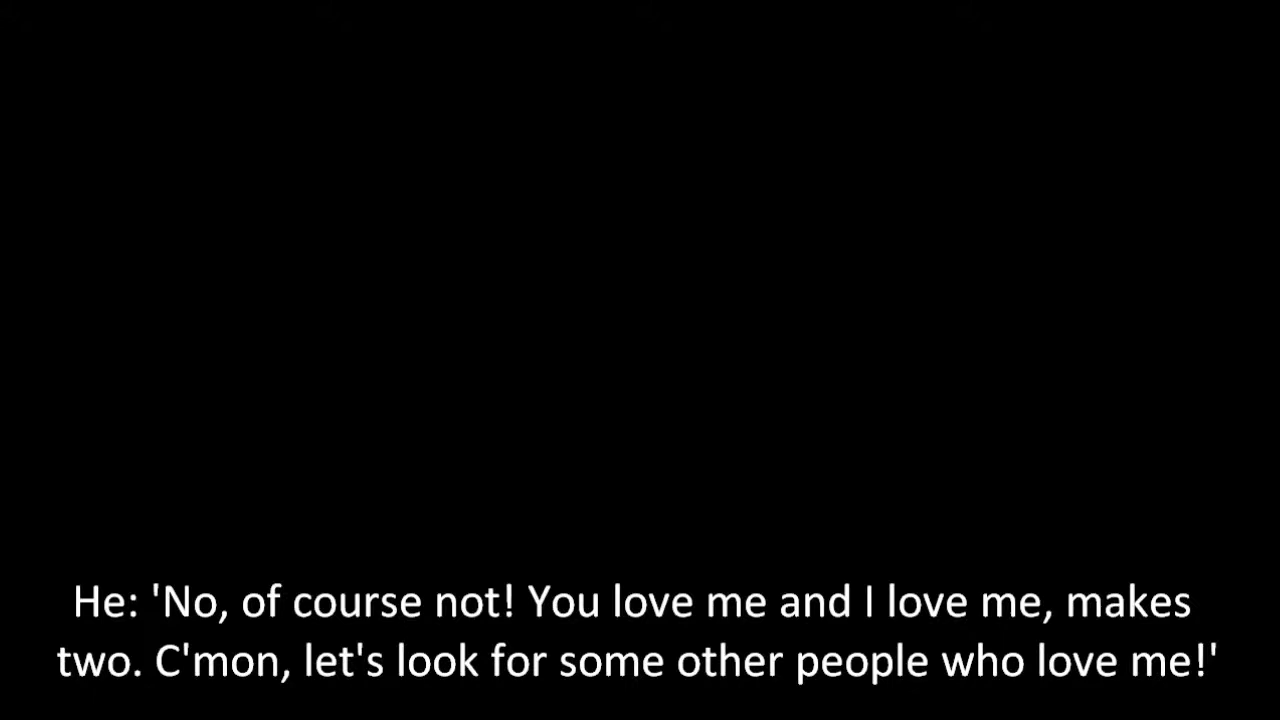 He: 'No, of course not! You love me and I love me, makes
two. C'mon, let's look for some other people who love me!'